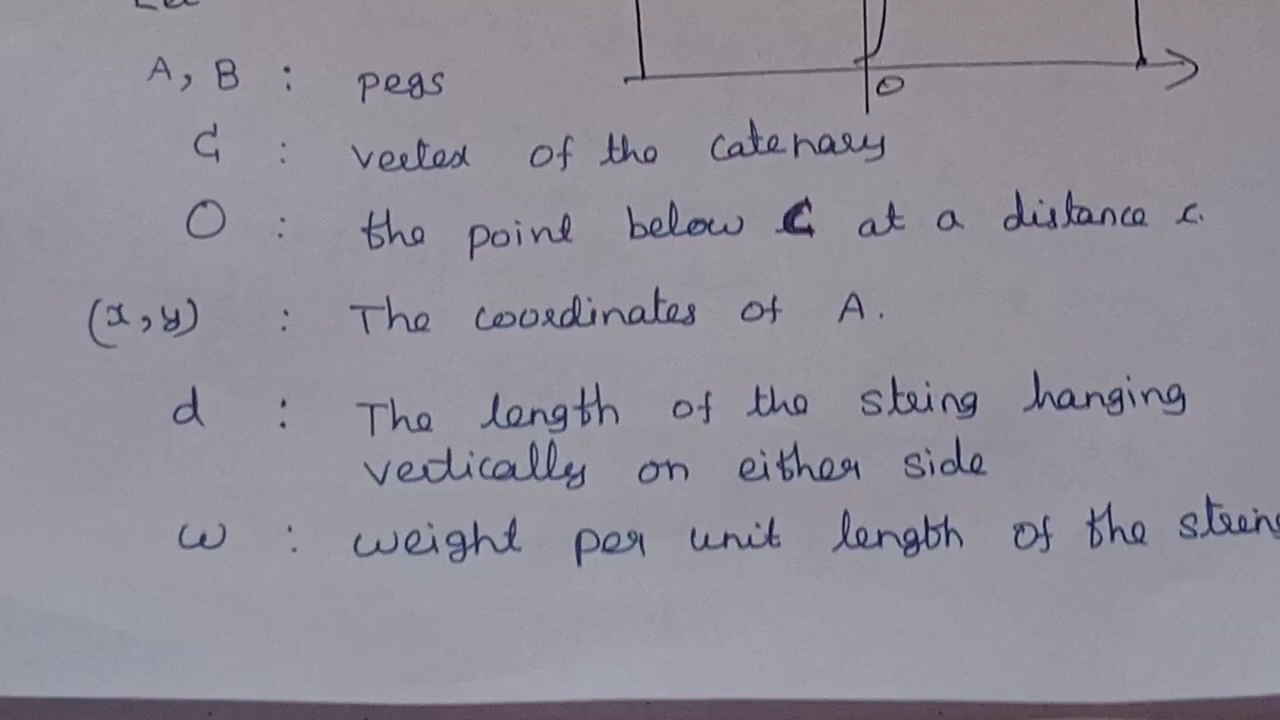 Let
A, B : pegs
O
C : vertex of the catenary
O : the point below C at a distance c.
(x, y) : The coordinates of A.
d : The length of the string hanging
vertically on either side
w : weight per unit length of the string